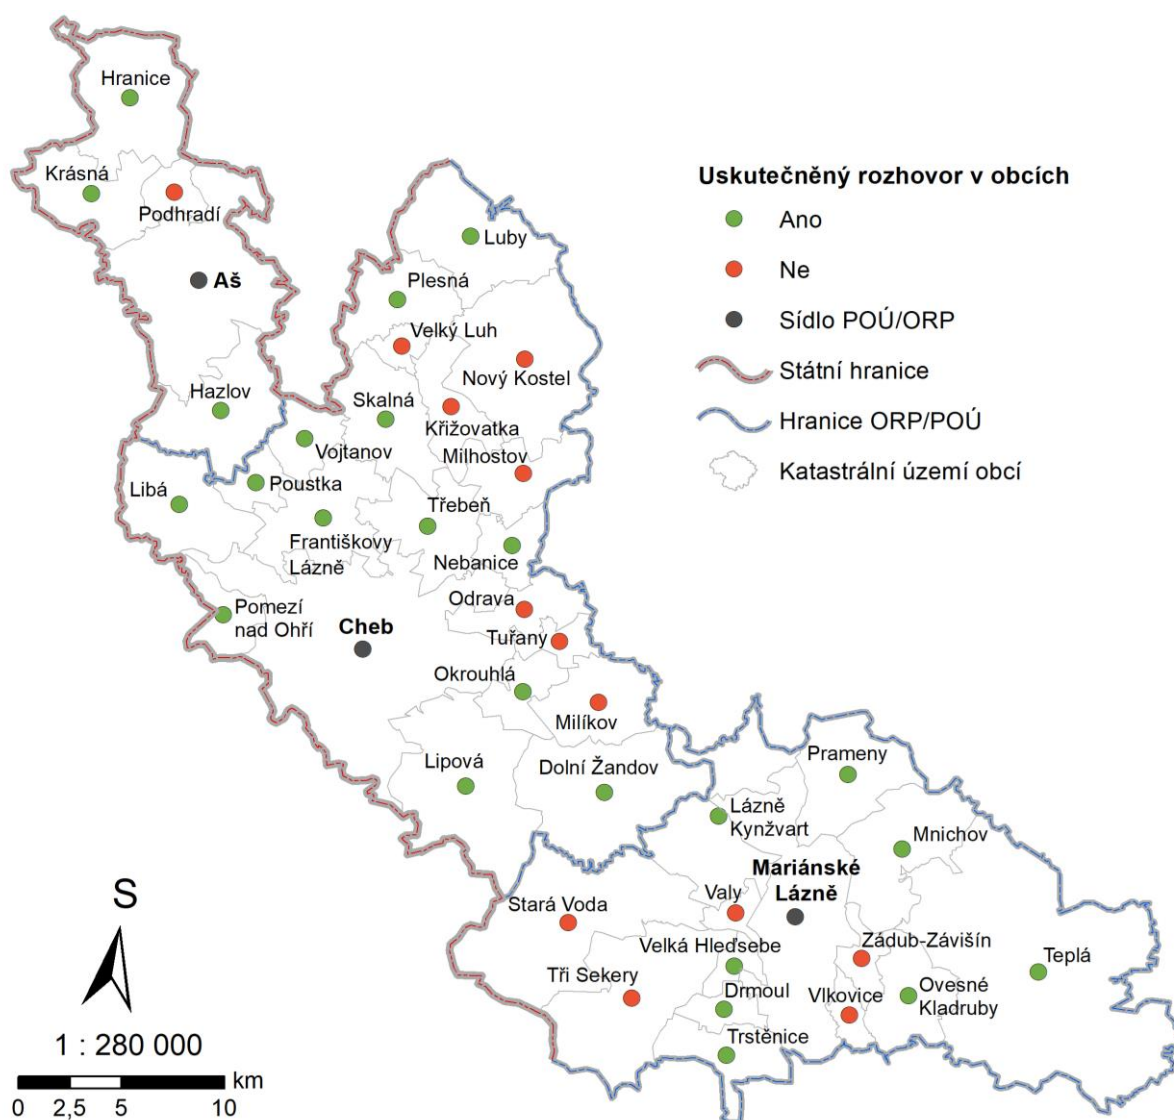 Hranice
Krásná
Podhradí
Aš
Hazlov
Luby
Plesná
Velký Luh
Nový Kostel
Skalná
Křižovatka
Vojtanov
Milhostov
Libá
Poustka
Třebeň
Františkovy
Lázně
Nebanice
Odrava
Pomezí
nad Ohří
Cheb
Tuřany
Okrouhlá
Milíkov
Lipová
Dolní Žandov
Prameny
Lázně
Kynžvart
Mnichov
Mariánské
Lázně
Valy
Stará Voda
Velká Hleďsebe
Zádub-Závišín
Teplá
Tři Sekery
Drmoul
Vlkovice
Ovesné
Kladruby
Trstěnice
Uskutečněný rozhovor v obcích
Ano
Ne
Sídlo POÚ/ORP
Státní hranice
Hranice ORP/POÚ
Katastrální území obcí
S
1 : 280 000
km
0 2,5 5 10